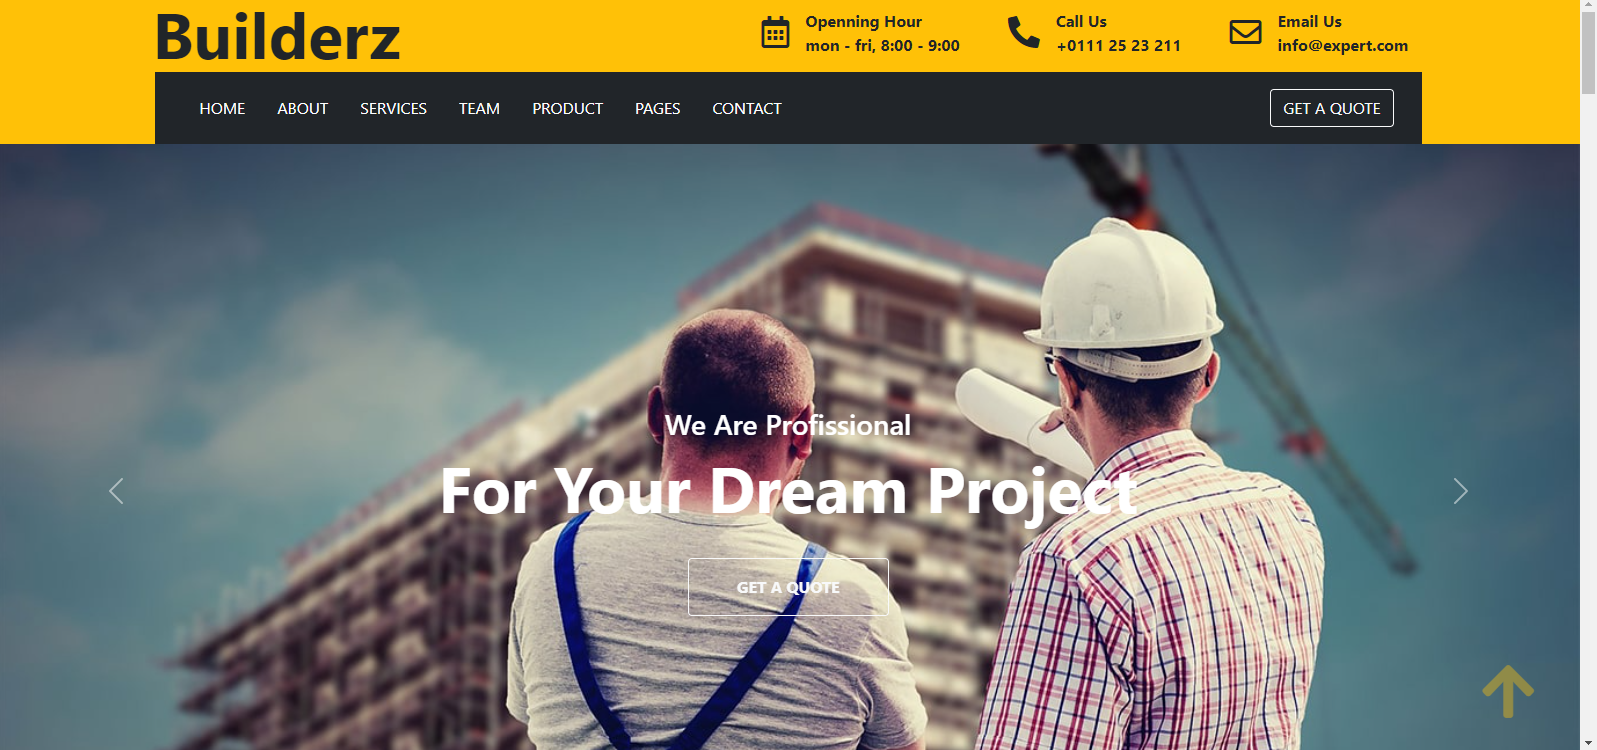 Builderz
Openning Hour
mon - fri, 8:00 - 9:00
Call Us
+0111 25 23 211
Email Us
info@expert.com
HOME ABOUT SERVICES TEAM PRODUCT PAGES CONTACT GET A QUOTE
We Are Profissional
For Your Dream Project
GET A QUOTE